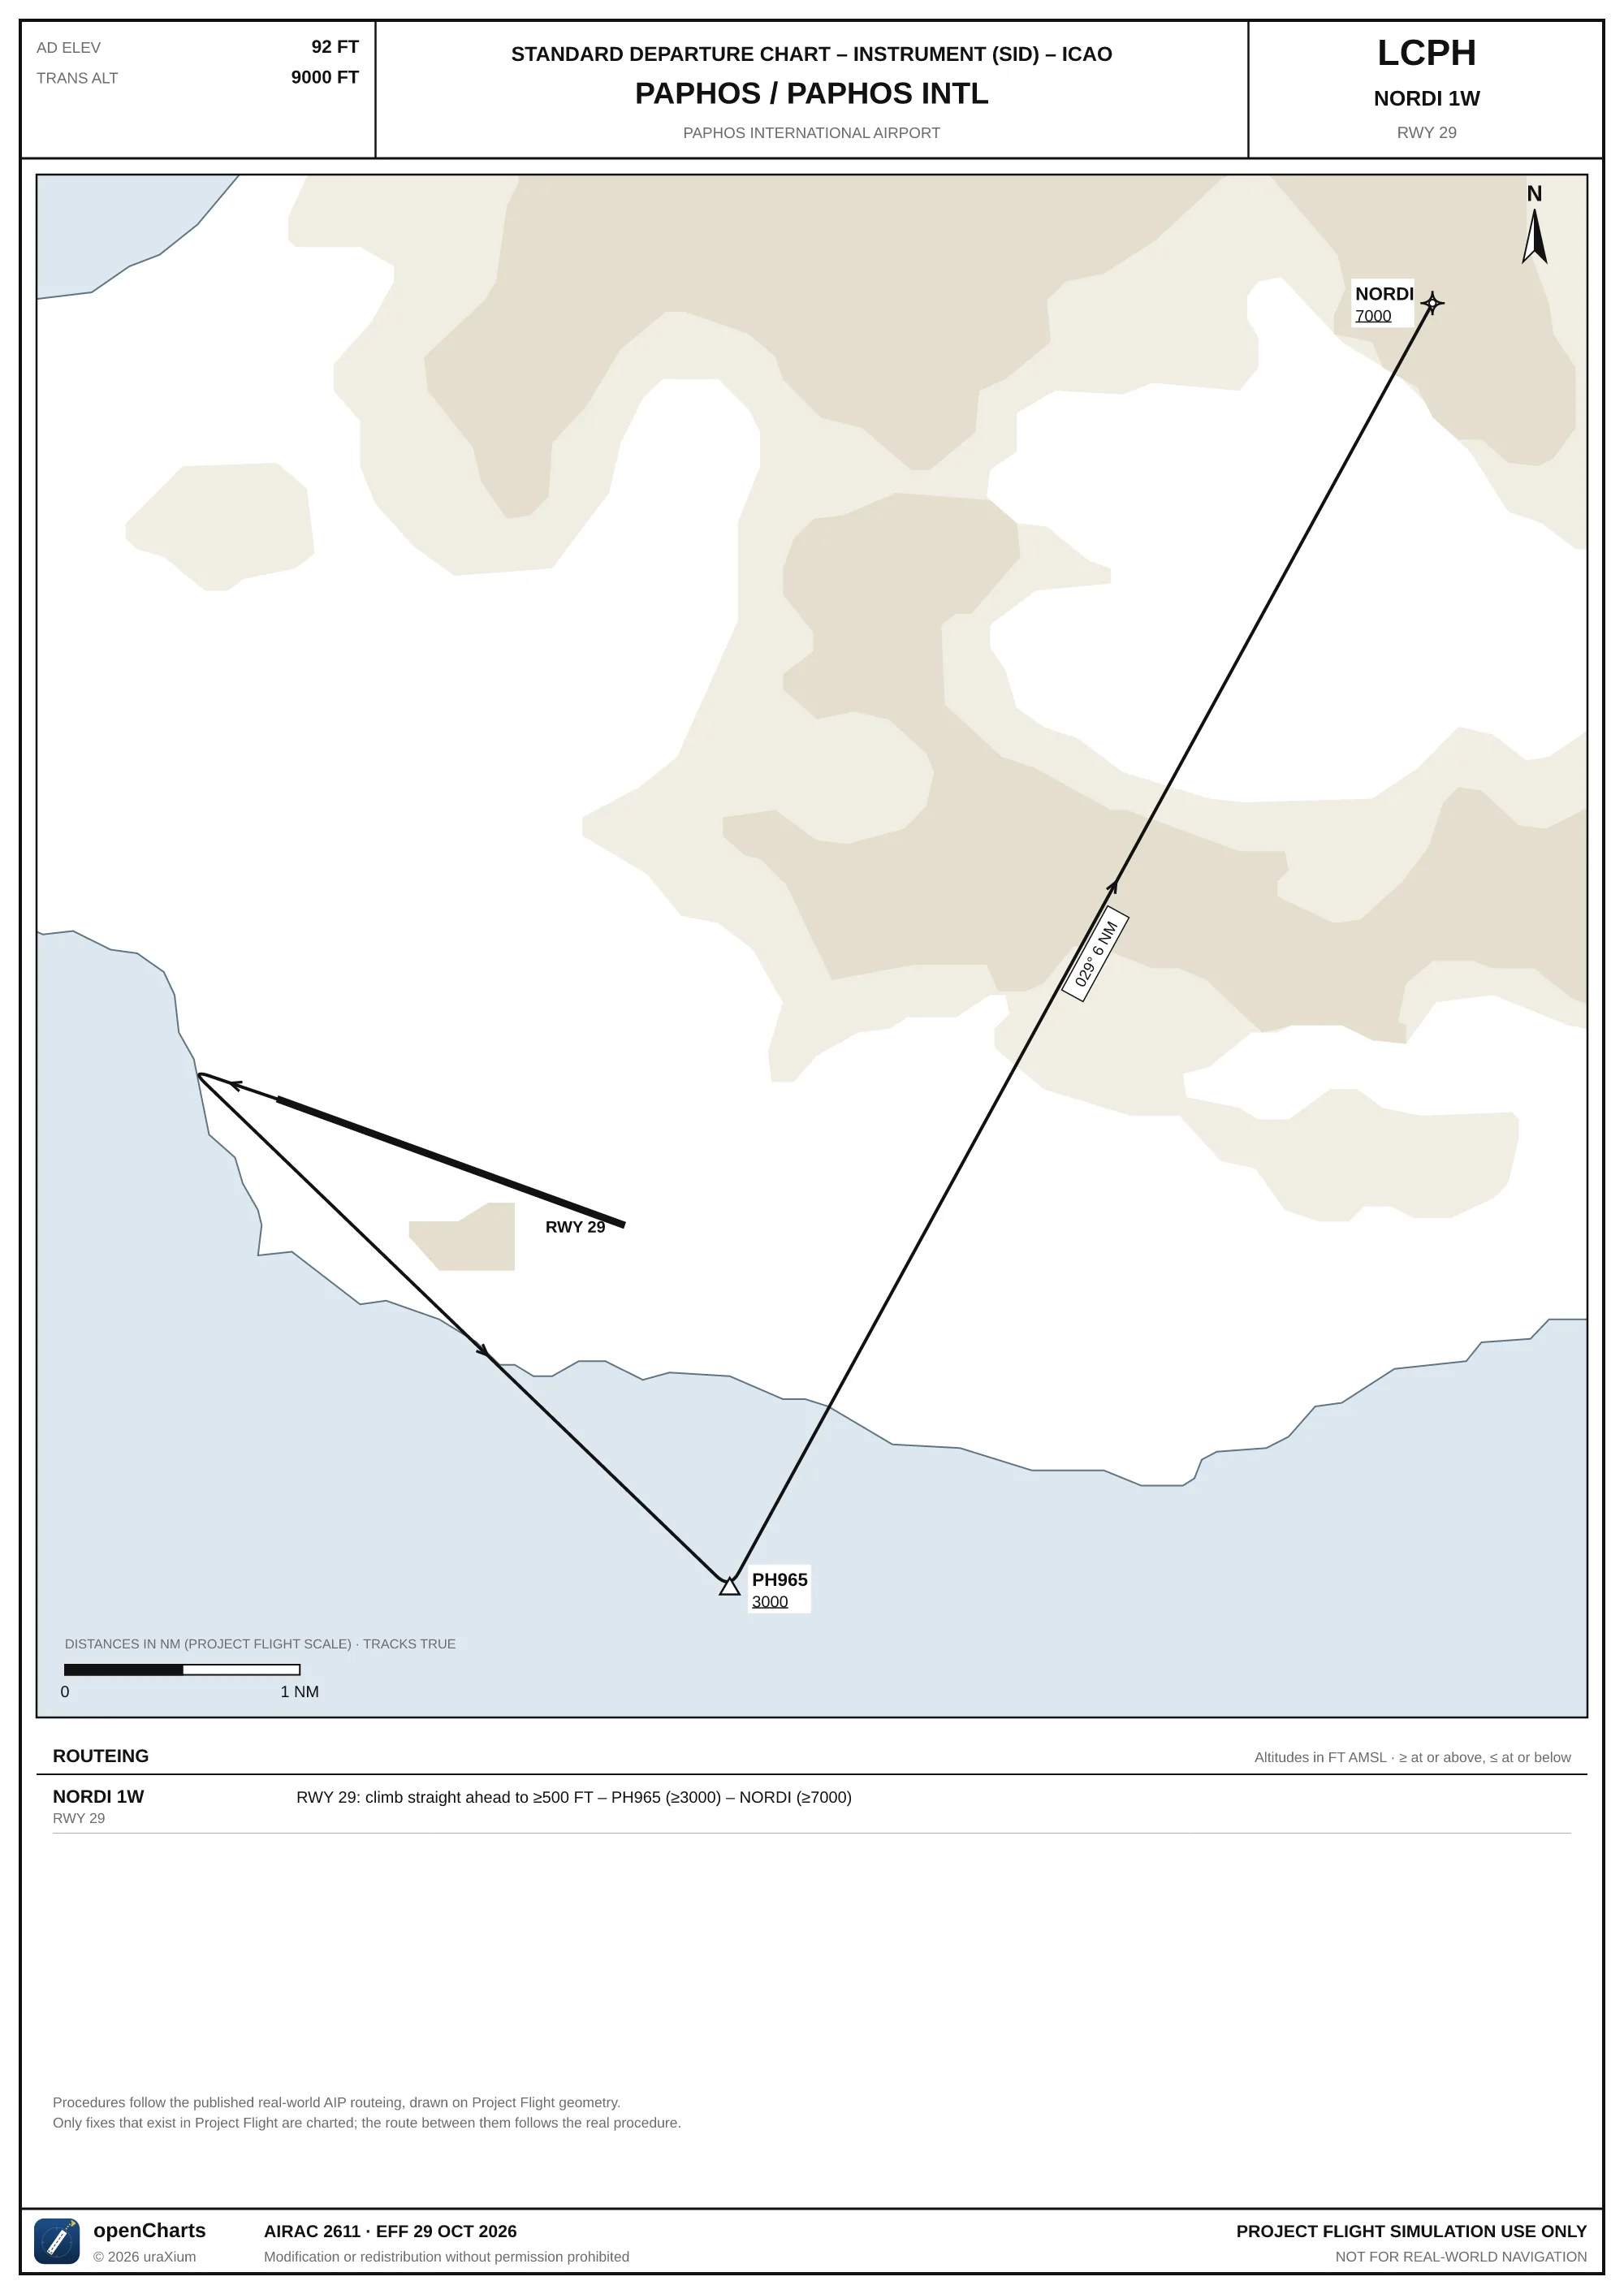 AD ELEV 92 FT
TRANS ALT 9000 FT
STANDARD DEPARTURE CHART – INSTRUMENT (SID) – ICAO
PAPHOS / PAPHOS INTL
PAPHOS INTERNATIONAL AIRPORT
LCPH
NORDI 1W
RWY 29
N
NORDI
7000
029° 6 NM
RWY 29
PH965
3000
DISTANCES IN NM (PROJECT FLIGHT SCALE) · TRACKS TRUE
0 1 NM
ROUTEING Altitudes in FT AMSL · ≥ at or above, ≤ at or below
NORDI 1W RWY 29: climb straight ahead to ≥500 FT – PH965 (≥3000) – NORDI (≥7000)
RWY 29
Procedures follow the published real-world AIP routeing, drawn on Project Flight geometry.
Only fixes that exist in Project Flight are charted; the route between them follows the real procedure.
openCharts
© 2026 uraXium
AIRAC 2611 · EFF 29 OCT 2026
Modification or redistribution without permission prohibited
PROJECT FLIGHT SIMULATION USE ONLY
NOT FOR REAL-WORLD NAVIGATION